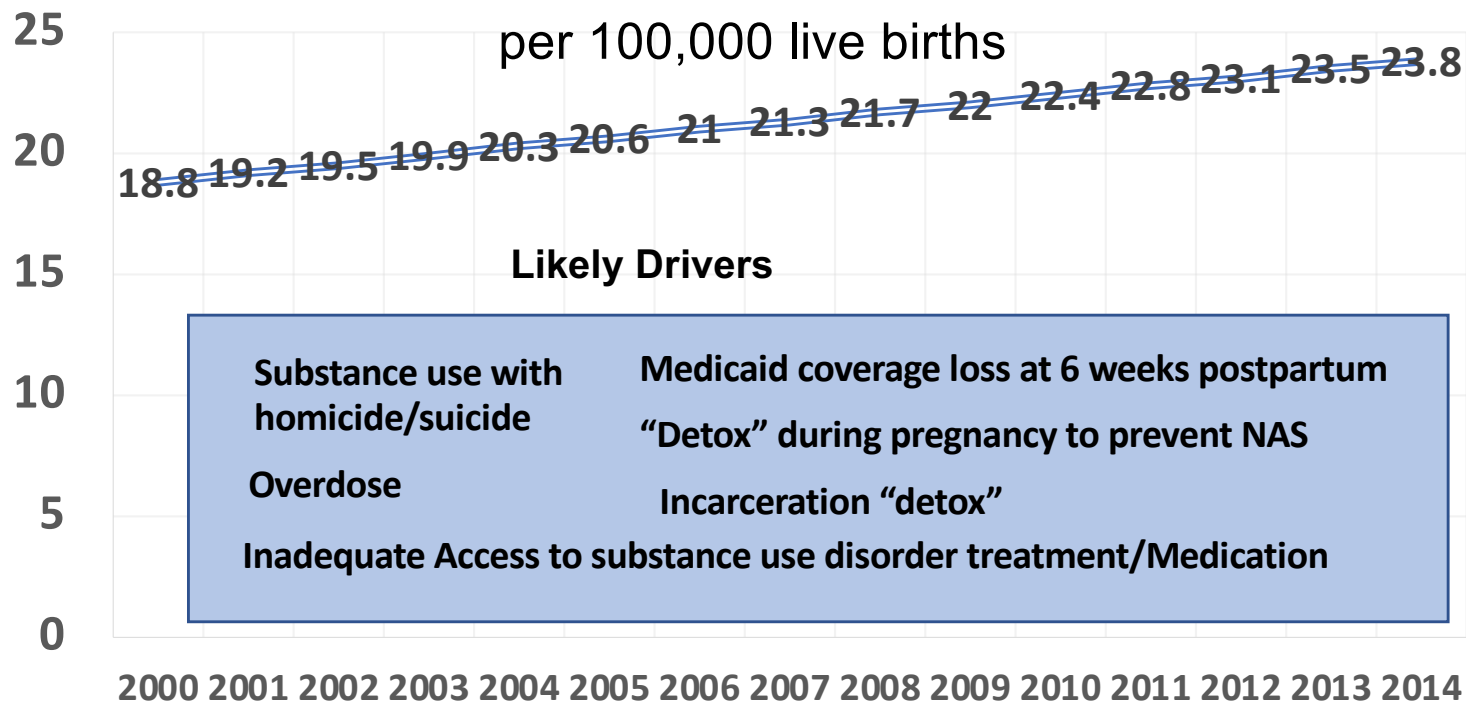 per 100,000 live births
25
20
15
10
5
0
18.8 19.2 19.5 19.9 20.3 20.6 21 21.3 21.7 22 22.4 22.8 23.1 23.5 23.8
Likely Drivers
Substance use with
homicide/suicide
Overdose
Medicaid coverage loss at 6 weeks postpartum
“Detox” during pregnancy to prevent NAS
Incarceration “detox”
Inadequate Access to substance use disorder treatment/Medication
2000 2001 2002 2003 2004 2005 2006 2007 2008 2009 2010 2011 2012 2013 2014